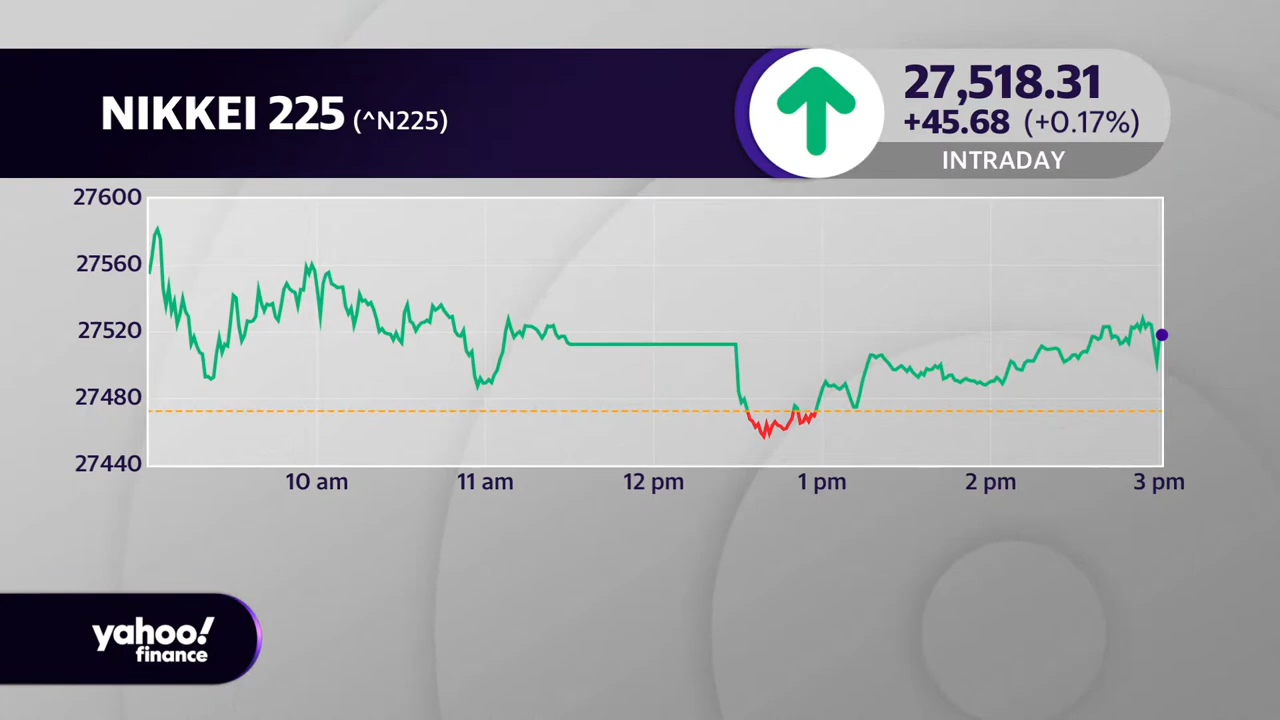 NIKKEI 225 (^N225)
27,518.31
+45.68 (+0.17%)
INTRADAY
27600
27560
27520
27480
27440
10 am 11 am 12 pm 1 pm 2 pm 3 pm
yahoo!
finance